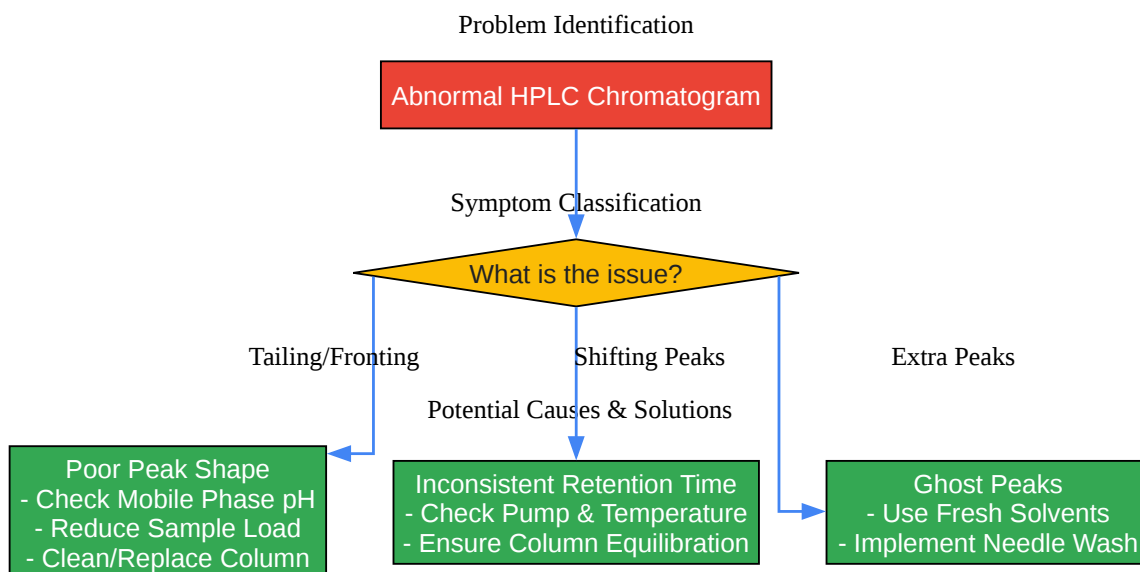 Problem Identification
Abnormal HPLC Chromatogram
Symptom Classification
What is the issue?
Tailing/Fronting
Shifting Peaks
Extra Peaks
Potential Causes & Solutions
Poor Peak Shape
- Check Mobile Phase pH
- Reduce Sample Load
- Clean/Replace Column
Inconsistent Retention Time
- Check Pump & Temperature
- Ensure Column Equilibration
Ghost Peaks
- Use Fresh Solvents
- Implement Needle Wash